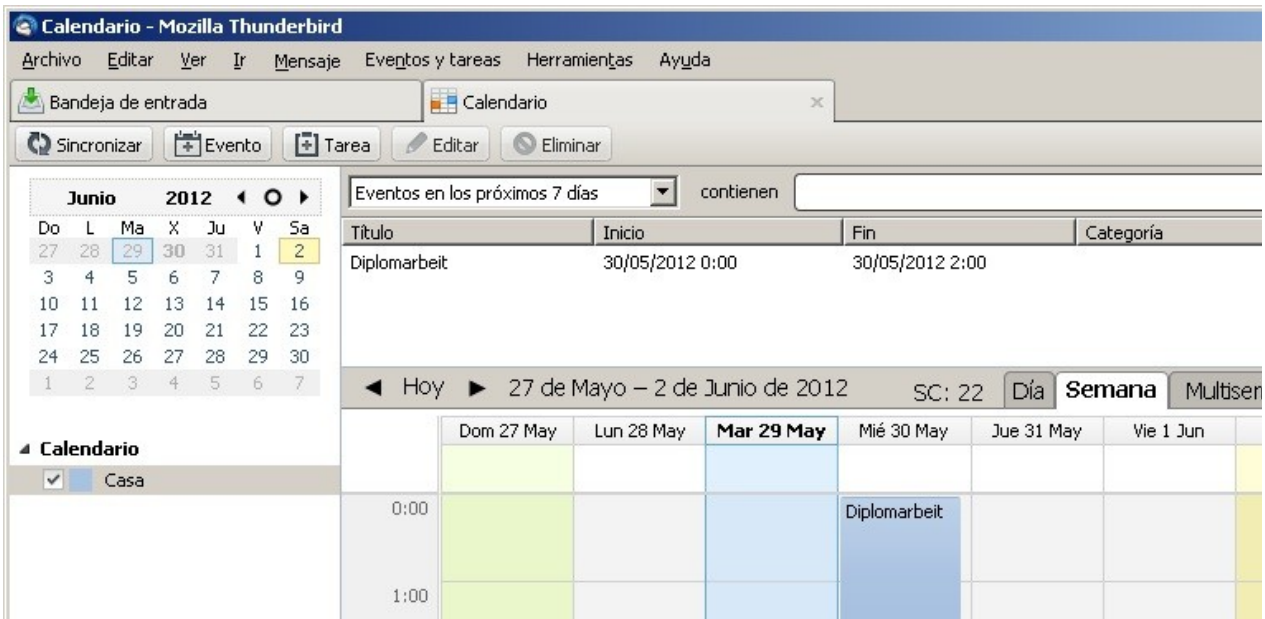 Calendario - Mozilla Thunderbird
Archivo Editar Ver Ir Mensaje Eventos y tareas Herramientas Ayuda
Bandeja de entrada Calendario
Sincronizar Evento Tarea Editar Eliminar
Junio 2012
Do L Ma X Ju V Sa
27 28 29 30 31 1 2
3 4 5 6 7 8 9
10 11 12 13 14 15 16
17 18 19 20 21 22 23
24 25 26 27 28 29 30
1 2 3 4 5 6 7
Calendario
Casa
Eventos en los próximos 7 días contienen
Título Inicio Fin Categoría
Diplomarbeit 30/05/2012 0:00 30/05/2012 2:00
Hoy 27 de Mayo – 2 de Junio de 2012 SC: 22 Día Semana Multisem
Dom 27 May Lun 28 May Mar 29 May Mié 30 May Jue 31 May Vie 1 Jun
0:00 Diplomarbeit
1:00